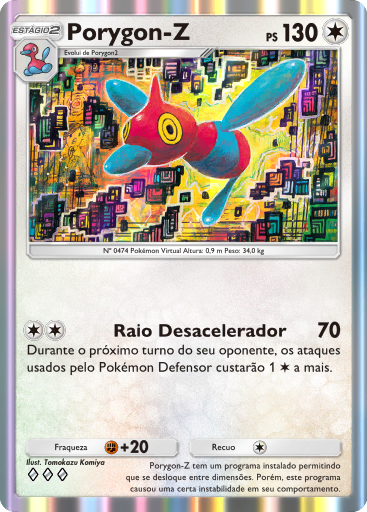 ESTÁGIO2
Porygon-Z
PS 130
Evolui de Porygon2
Nº 0474 Pokémon Virtual Altura: 0,9 m Peso: 34,0 kg
Raio Desacelerador 70
Durante o próximo turno do seu oponente, os ataques
usados pelo Pokémon Defensor custarão 1 a mais.
Fraqueza +20
Recuo
Ilust. Tomokazu Komiya
Porygon-Z tem um programa instalado permitindo
que se desloque entre dimensões. Porém, este programa
causou uma certa instabilidade em seu comportamento.